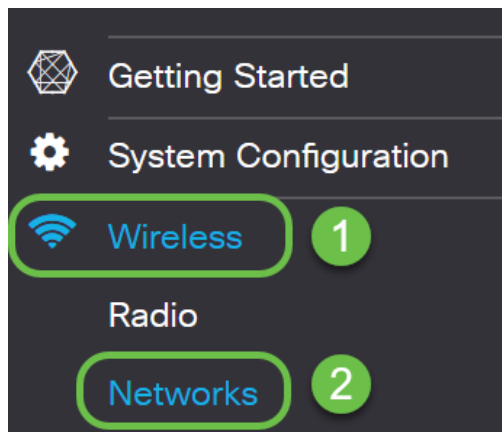 Getting Started
System Configuration
Wireless 1
Radio
Networks 2